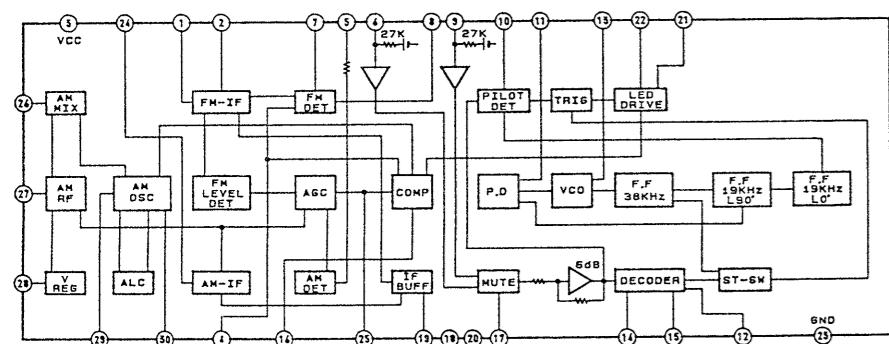 3 24 1 2 7 5 6 8 9 10 11 13 22 21
VCC
27K
27K
26
AM
MIX
FM-IF
FM
DET
PILOT
DET
TRIG
LED
DRIVE
27
AM
RF
AM
OSC
FM
LEVEL
DET
AGC
COMP
P.D
VCO
F.F
38KHz
F.F
19KHz
L90°
F.F
19KHz
L0°
28
V
REG
ALC
AM-IF
AM
DET
IF
BUFF
MUTE
6dB
DECODER
ST-SW
GND
29 30 4 16 25 19 18 20 17 14 15 12 23